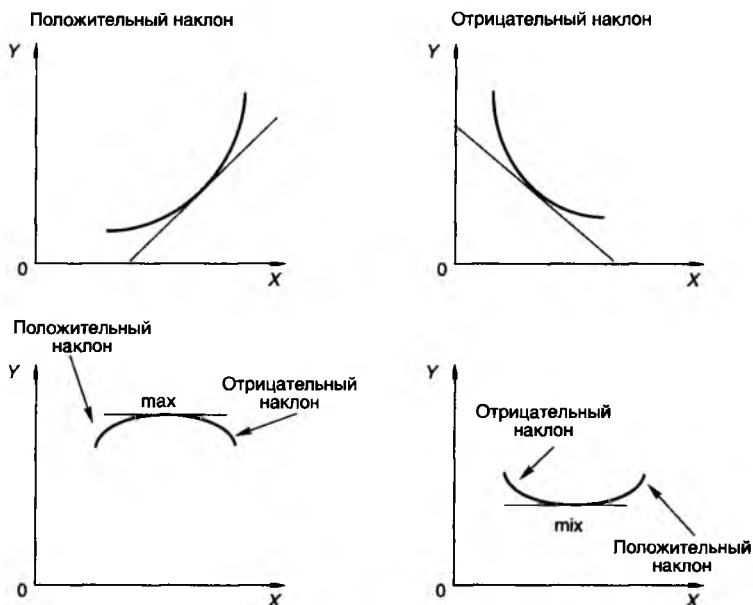 Положительный наклон
Y
0
X
Отрицательный наклон
Y
0
X
Положительный
наклон
Y
max
Отрицательный
наклон
0
X
Y
Отрицательный
наклон
mix
Положительный
наклон
0
X